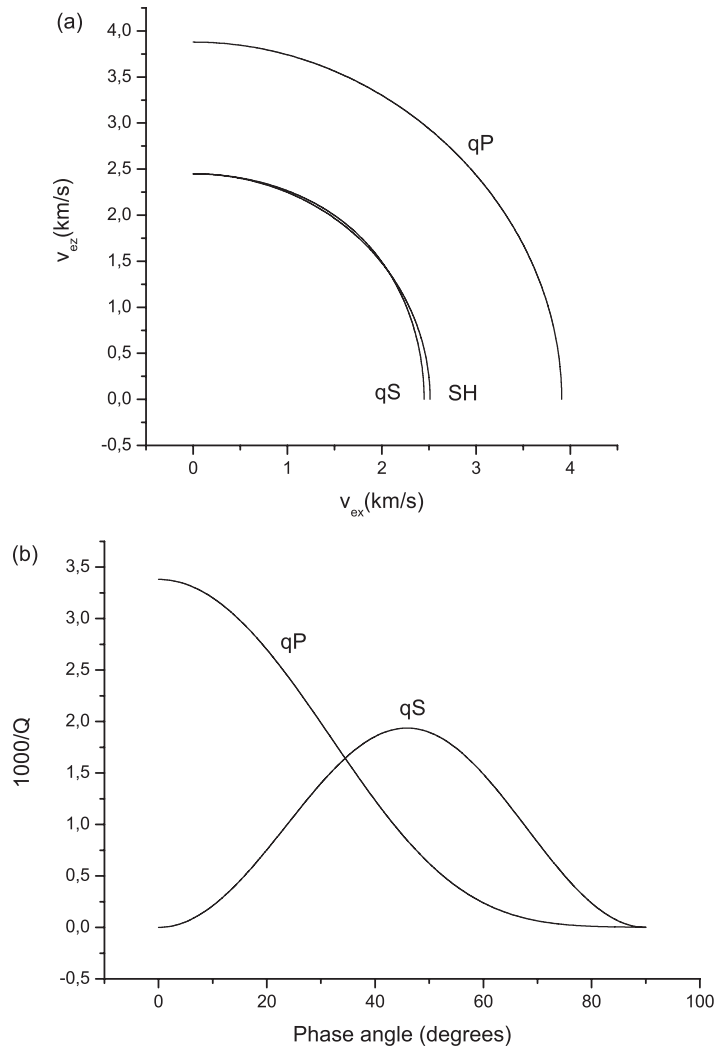 (a)
4,0
3,5
3,0
2,5
2,0
1,5
1,0
0,5
0,0
-0,5
v_ez(km/s)
qP
qS SH
0 1 2 3 4
v_ex(km/s)
(b)
3,5
3,0
2,5
2,0
1,5
1,0
0,5
0,0
-0,5
1000/Q
qP
qS
0 20 40 60 80 100
Phase angle (degrees)